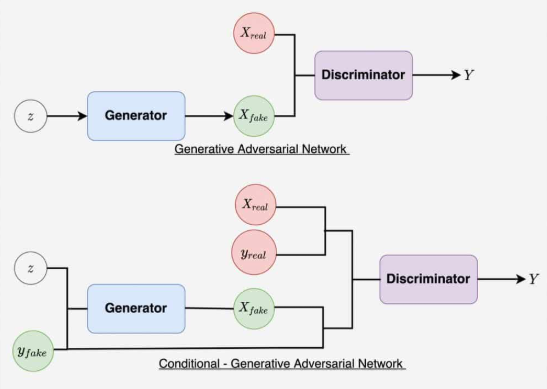 X_real
Discriminator
Y
z
Generator
X_fake
Generative Adversarial Network
X_real
y_real
z
Discriminator
Y
Generator
X_fake
y_fake
Conditional - Generative Adversarial Network